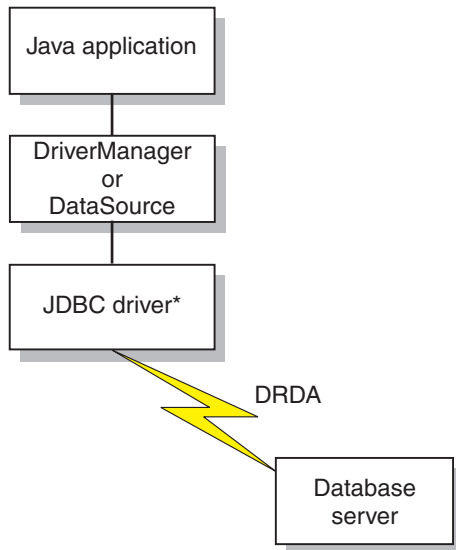 Java application
DriverManager
or
DataSource
JDBC driver*
DRDA
Database
server